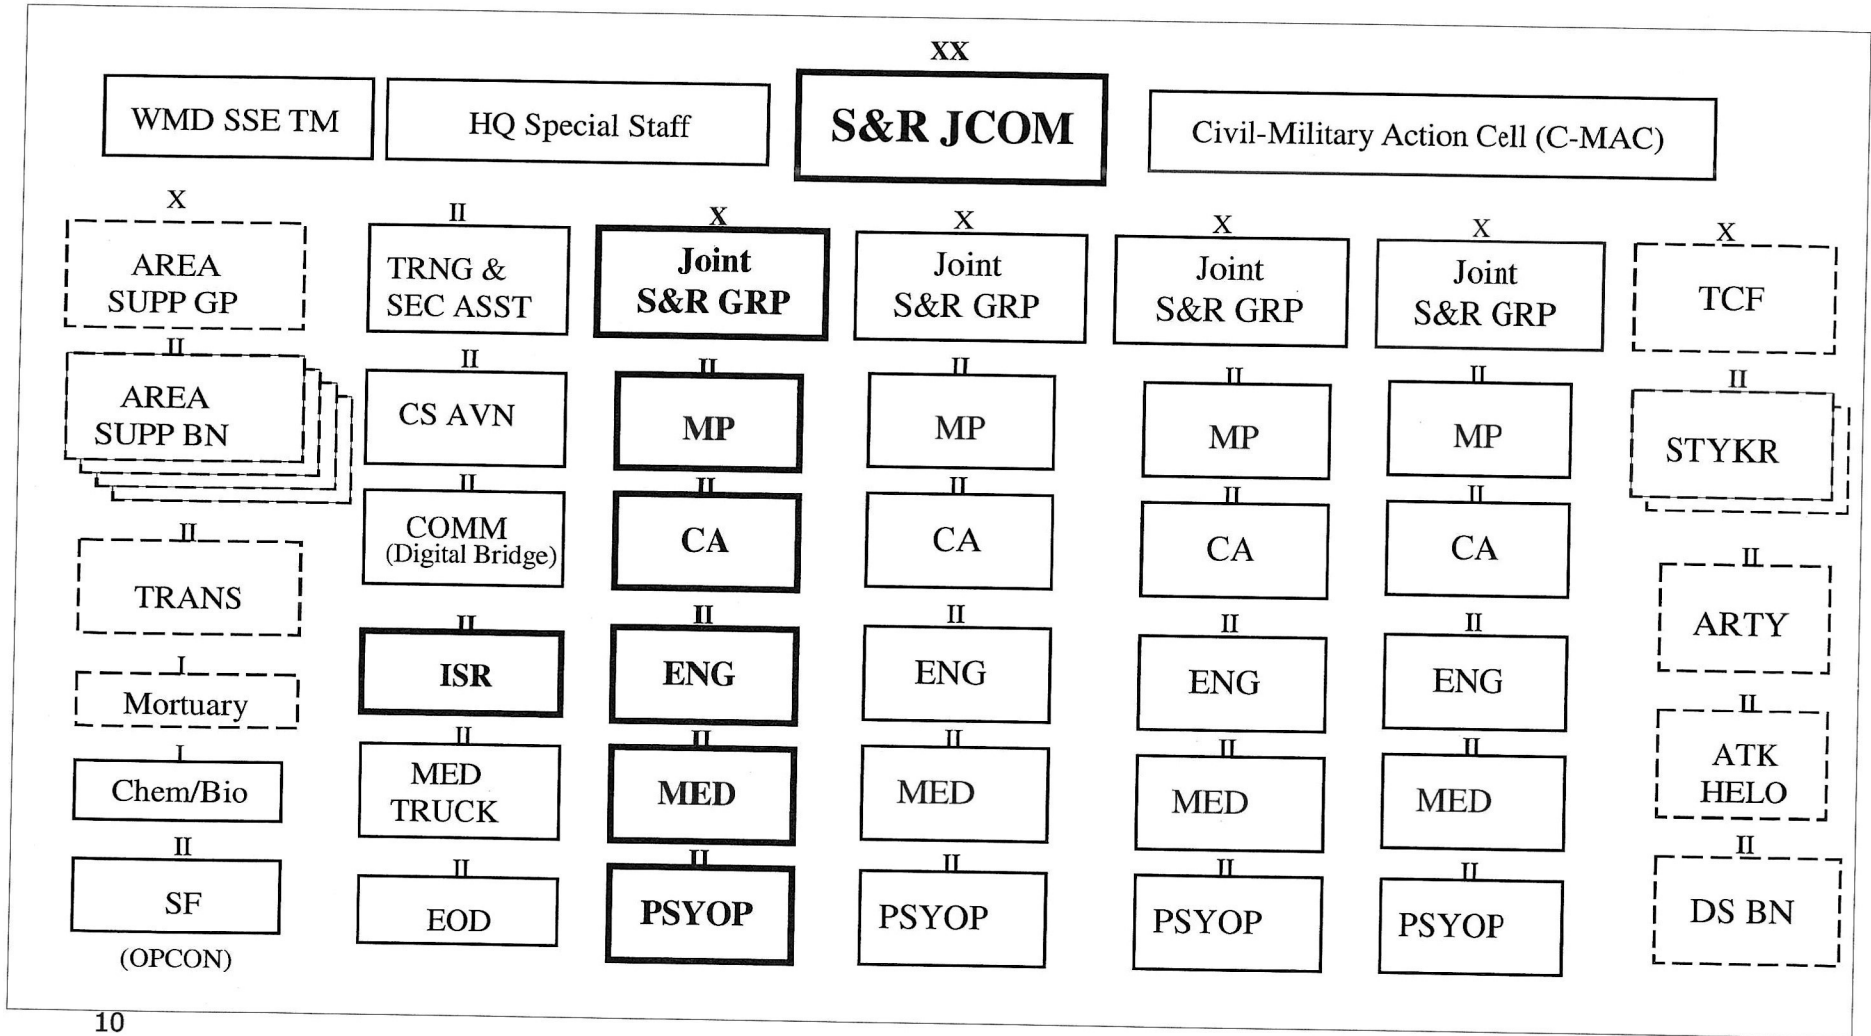 XX
WMD SSE TM
HQ Special Staff
S&R JCOM
Civil-Military Action Cell (C-MAC)
X
AREA
SUPP GP
II
AREA
SUPP BN
II
TRANS
I
Mortuary
I
Chem/Bio
II
SF
(OPCON)
II
TRNG &
SEC ASST
II
CS AVN
II
COMM
(Digital Bridge)
II
ISR
II
MED
TRUCK
II
EOD
X
Joint
S&R GRP
II
MP
II
CA
II
ENG
II
MED
II
PSYOP
X
Joint
S&R GRP
II
MP
II
CA
II
ENG
II
MED
II
PSYOP
X
Joint
S&R GRP
II
MP
II
CA
II
ENG
II
MED
II
PSYOP
X
Joint
S&R GRP
II
MP
II
CA
II
ENG
II
MED
II
PSYOP
X
TCF
II
STYKR
II
ARTY
II
ATK
HELO
II
DS BN
10